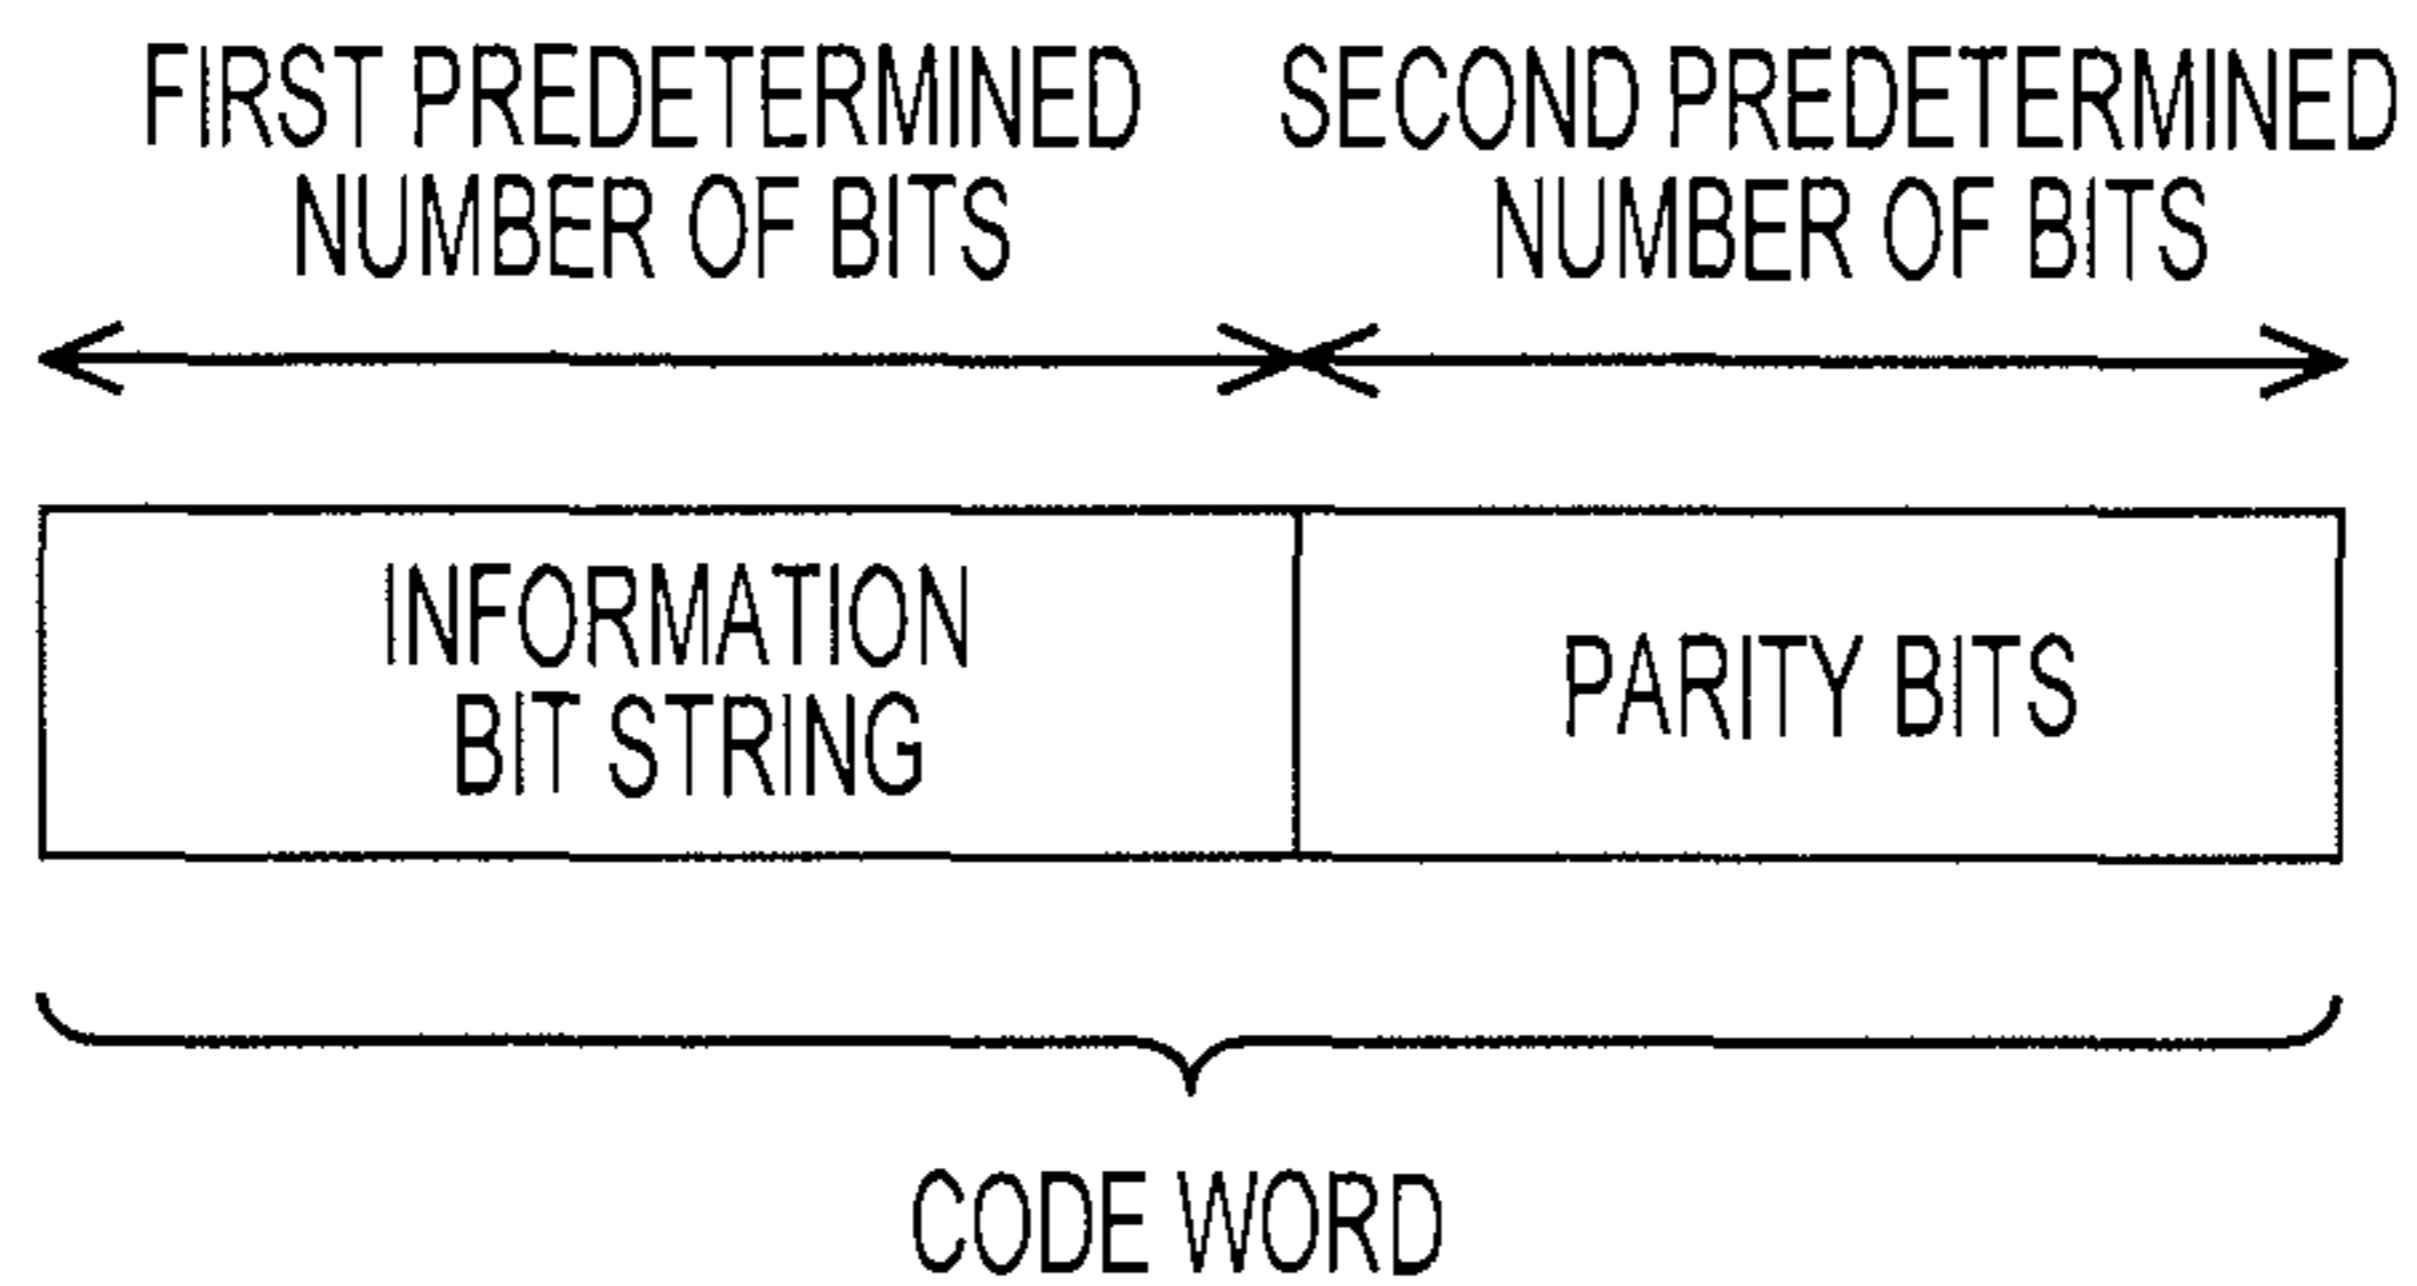 FIRST PREDETERMINED
NUMBER OF BITS
SECOND PREDETERMINED
NUMBER OF BITS
INFORMATION
BIT STRING
PARITY BITS
CODE WORD